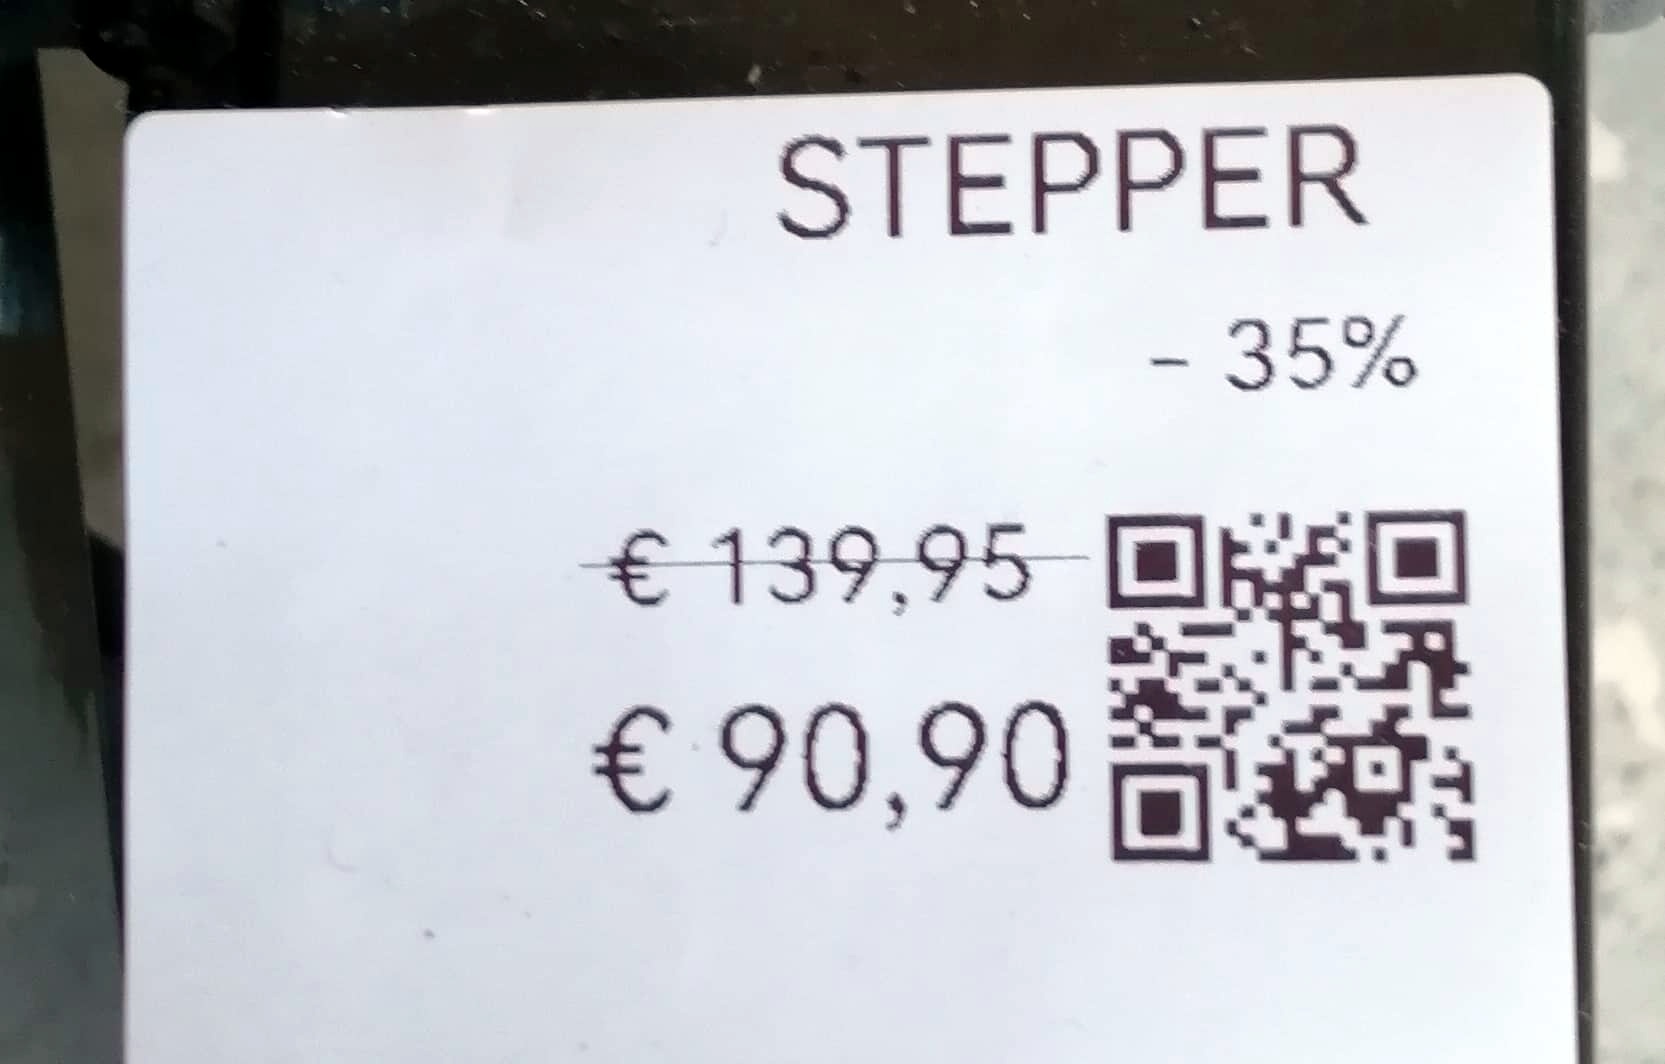 STEPPER
- 35%
€ 139,95
€ 90,90